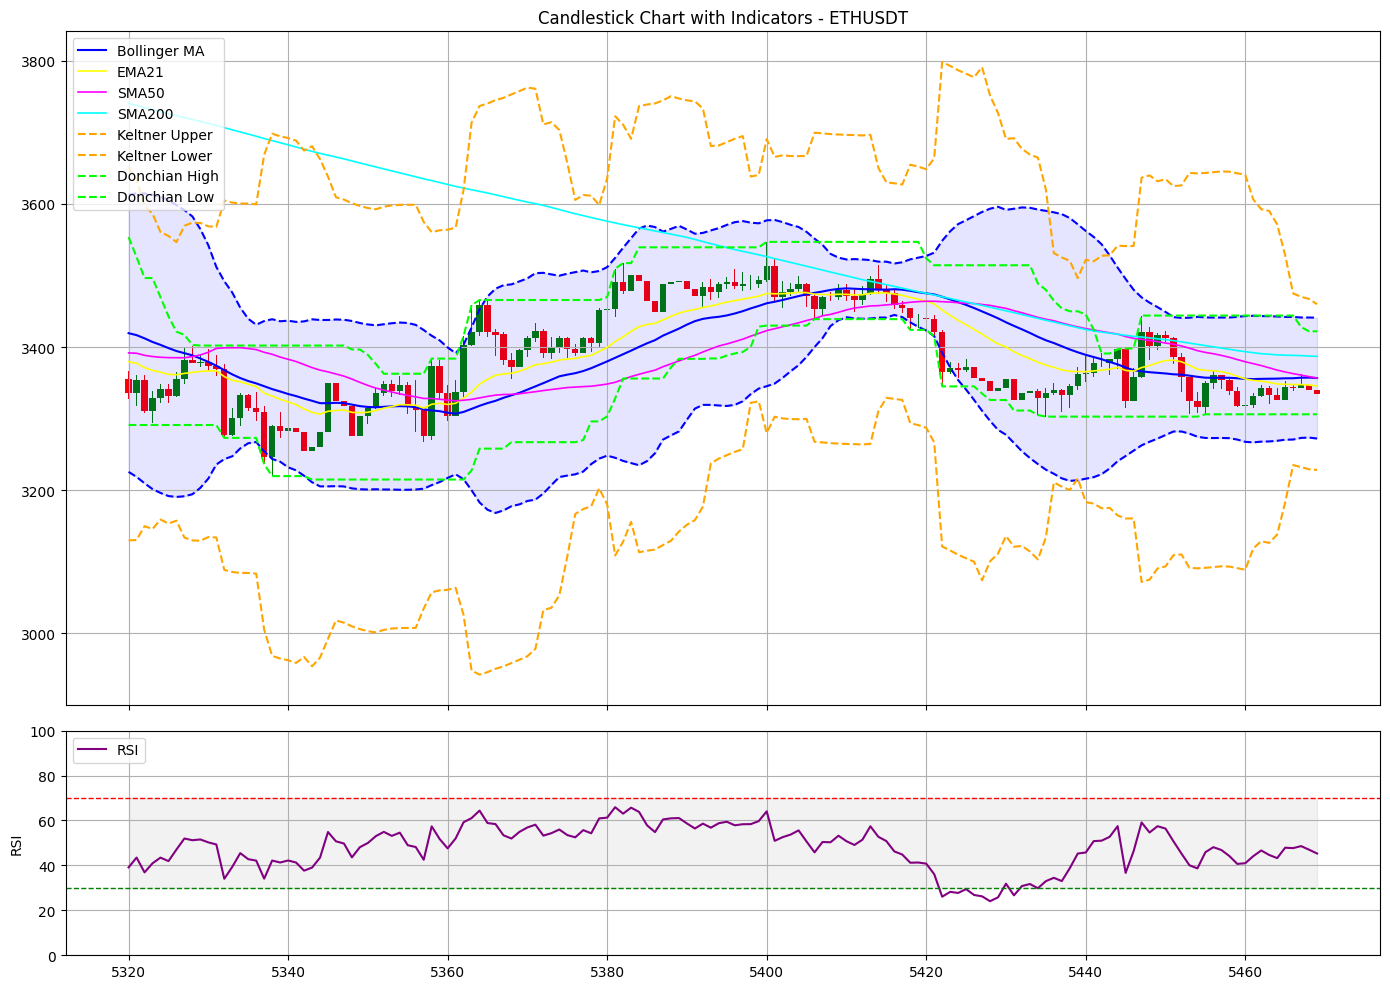 Candlestick Chart with Indicators - ETHUSDT
Bollinger MA
EMA21
SMA50
SMA200
Keltner Upper
Keltner Lower
Donchian High
Donchian Low
3800
3600
3400
3200
3000
RSI
100
80
60
40
20
0
RSI
5320
5340
5360
5380
5400
5420
5440
5460